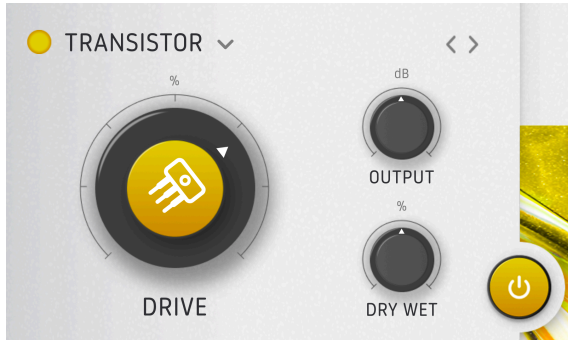 TRANSISTOR
%
dB
OUTPUT
%
DRIVE
DRY WET